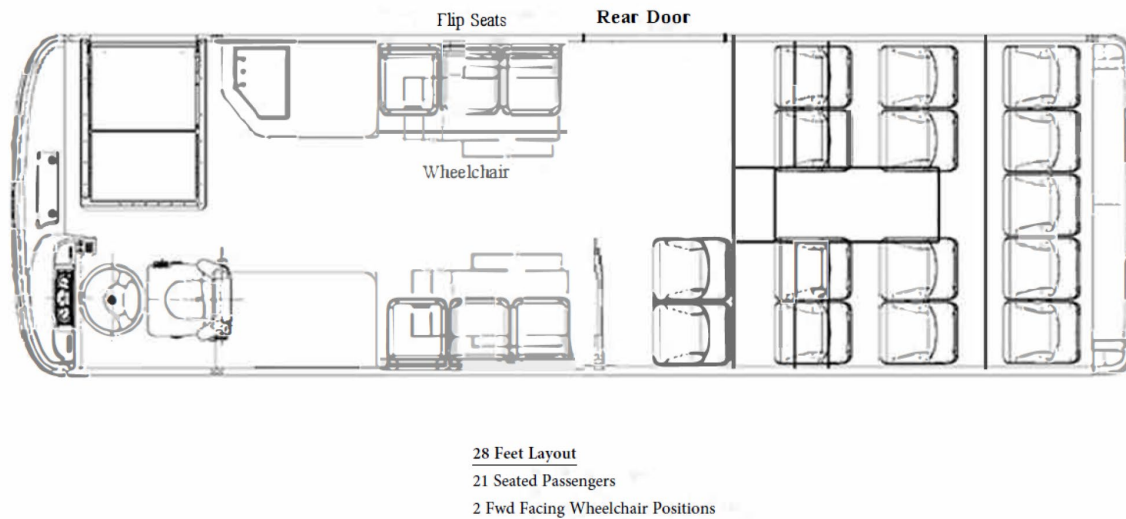 Flip Seats
Rear Door
Wheelchair
28 Feet Layout
21 Seated Passengers
2 Fwd Facing Wheelchair Positions